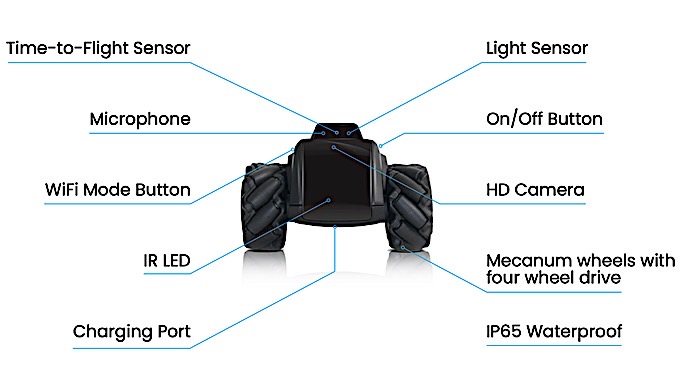 Time-to-Flight Sensor
Light Sensor
Microphone
On/Off Button
WiFi Mode Button
HD Camera
IR LED
Mecanum wheels with
four wheel drive
Charging Port
IP65 Waterproof